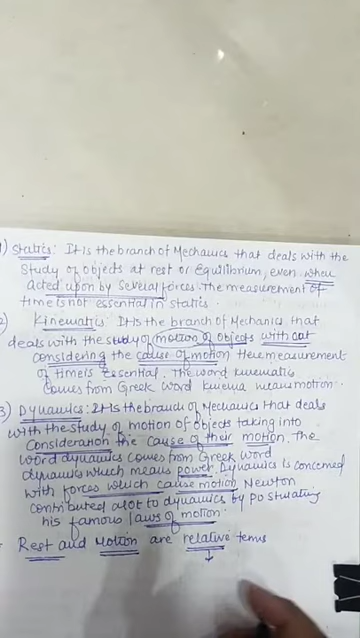 1) Statics: It is the branch of Mechanics that deals with the
study of objects at rest or Equilibrium, even when
acted upon by several forces. The measurement of
time is not essential in statics.
2) Kinematics: It is the branch of Mechanics that
deals with the study of motion of objects with out
considering the cause of motion Here measurement
of time is Essential. The word kinematic
comes from Greek word kinema means motion.
3) Dynamics: It is the branch of Mechanics that deals
with the study of motion of objects taking into
Consideration the cause of their motion. The
word dynamics comes from Greek word
dynamis which means power. Dynamics is concerned
with forces which cause motion Newton
contributed a lot to dynamics by postulating
his famous laws of motion.
Rest and Motion are relative terms